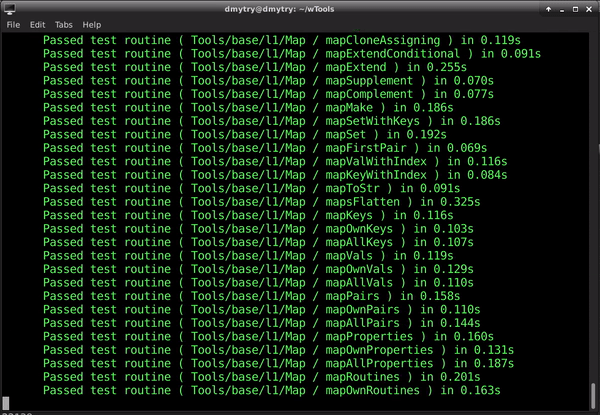 dmytry@dmytry: ~/wTools
File Edit Tabs Help
Passed test routine ( Tools/base/l1/Map / mapCloneAssigning ) in 0.119s
Passed test routine ( Tools/base/l1/Map / mapExtendConditional ) in 0.091s
Passed test routine ( Tools/base/l1/Map / mapExtend ) in 0.255s
Passed test routine ( Tools/base/l1/Map / mapSupplement ) in 0.070s
Passed test routine ( Tools/base/l1/Map / mapComplement ) in 0.077s
Passed test routine ( Tools/base/l1/Map / mapMake ) in 0.186s
Passed test routine ( Tools/base/l1/Map / mapSetWithKeys ) in 0.186s
Passed test routine ( Tools/base/l1/Map / mapSet ) in 0.192s
Passed test routine ( Tools/base/l1/Map / mapFirstPair ) in 0.069s
Passed test routine ( Tools/base/l1/Map / mapValWithIndex ) in 0.116s
Passed test routine ( Tools/base/l1/Map / mapKeyWithIndex ) in 0.084s
Passed test routine ( Tools/base/l1/Map / mapToStr ) in 0.091s
Passed test routine ( Tools/base/l1/Map / mapsFlatten ) in 0.325s
Passed test routine ( Tools/base/l1/Map / mapKeys ) in 0.116s
Passed test routine ( Tools/base/l1/Map / mapOwnKeys ) in 0.103s
Passed test routine ( Tools/base/l1/Map / mapAllKeys ) in 0.107s
Passed test routine ( Tools/base/l1/Map / mapVals ) in 0.119s
Passed test routine ( Tools/base/l1/Map / mapOwnVals ) in 0.129s
Passed test routine ( Tools/base/l1/Map / mapAllVals ) in 0.110s
Passed test routine ( Tools/base/l1/Map / mapPairs ) in 0.158s
Passed test routine ( Tools/base/l1/Map / mapOwnPairs ) in 0.110s
Passed test routine ( Tools/base/l1/Map / mapAllPairs ) in 0.144s
Passed test routine ( Tools/base/l1/Map / mapProperties ) in 0.160s
Passed test routine ( Tools/base/l1/Map / mapOwnProperties ) in 0.131s
Passed test routine ( Tools/base/l1/Map / mapAllProperties ) in 0.187s
Passed test routine ( Tools/base/l1/Map / mapRoutines ) in 0.201s
Passed test routine ( Tools/base/l1/Map / mapOwnRoutines ) in 0.163s